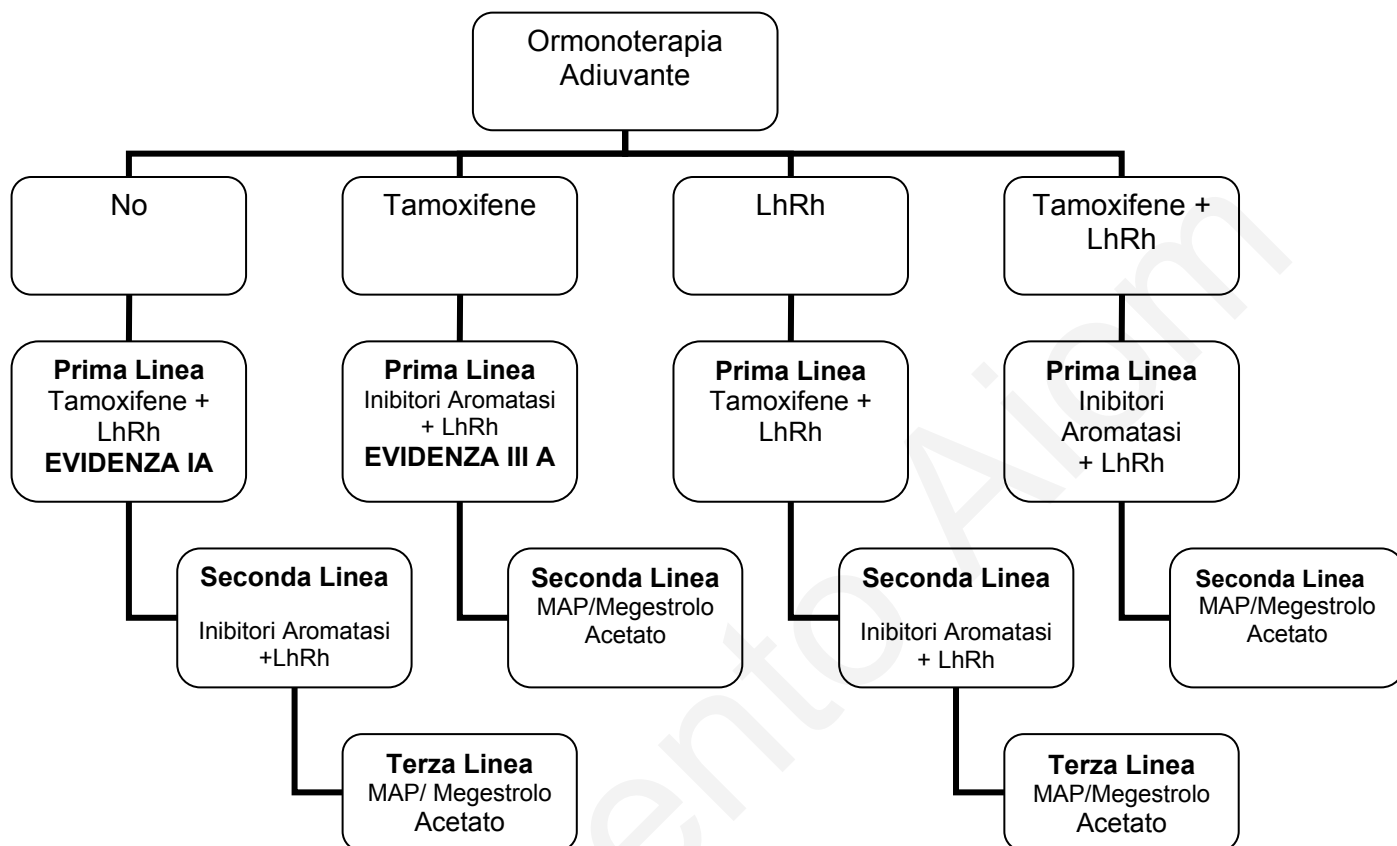 Ormonoterapia
Adiuvante
No
Tamoxifene
LhRh
Tamoxifene +
LhRh
Prima Linea
Tamoxifene +
LhRh
EVIDENZA IA
Prima Linea
Inibitori Aromatasi
+ LhRh
EVIDENZA III A
Prima Linea
Tamoxifene +
LhRh
Prima Linea
Inibitori
Aromatasi
+ LhRh
Seconda Linea
Inibitori Aromatasi
+LhRh
Seconda Linea
MAP/Megestrolo
Acetato
Seconda Linea
Inibitori Aromatasi
+ LhRh
Seconda Linea
MAP/Megestrolo
Acetato
Terza Linea
MAP/ Megestrolo
Acetato
Terza Linea
MAP/Megestrolo
Acetato
ento Aiom